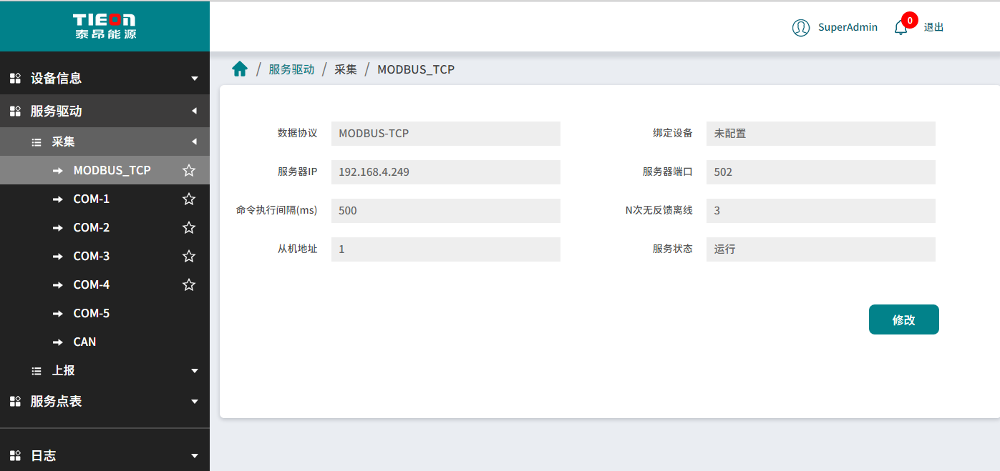 TIEON
泰昂能源
SuperAdmin
0
退出
设备信息
服务驱动
采集
MODBUS_TCP
COM-1
COM-2
COM-3
COM-4
COM-5
CAN
上报
服务点表
日志
/ 服务驱动 / 采集 / MODBUS_TCP
数据协议 MODBUS-TCP 绑定设备 未配置
服务器IP 192.168.4.249 服务器端口 502
命令执行间隔(ms) 500 N次无反馈离线 3
从机地址 1 服务状态 运行
修改